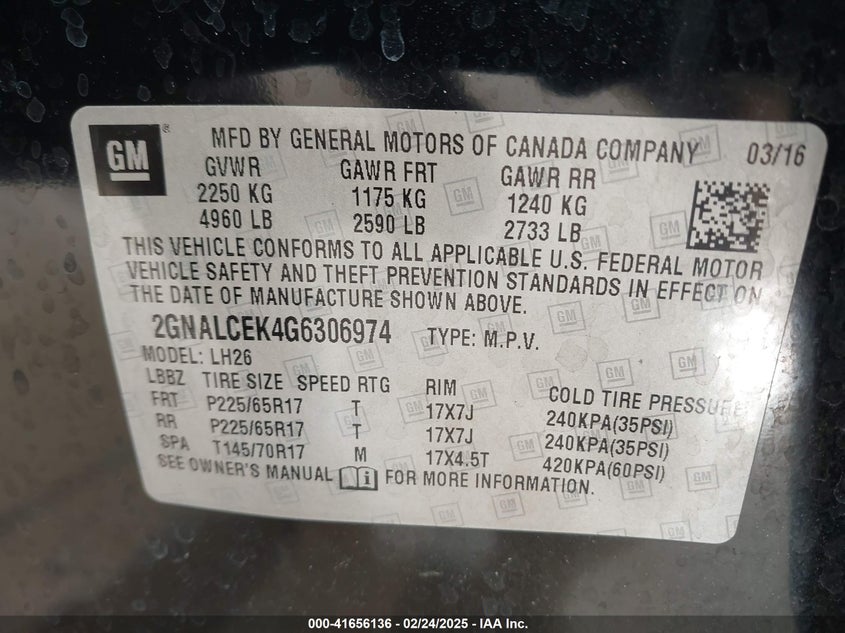 GM ®
MFD BY GENERAL MOTORS OF CANADA COMPANY 03/16
GVWR GAWR FRT GAWR RR
2250 KG 1175 KG 1240 KG
4960 LB 2590 LB 2733 LB
THIS VEHICLE CONFORMS TO ALL APPLICABLE U.S. FEDERAL MOTOR
VEHICLE SAFETY AND THEFT PREVENTION STANDARDS IN EFFECT ON
THE DATE OF MANUFACTURE SHOWN ABOVE.
2GNALCEK4G6306974 TYPE: M.P.V.
MODEL: LH26
LBBZ TIRE SIZE SPEED RTG RIM COLD TIRE PRESSURE
FRT P225/65R17 T 17X7J 240KPA(35PSI)
RR P225/65R17 T 17X7J 240KPA(35PSI)
SPA T145/70R17 M 17X4.5T 420KPA(60PSI)
SEE OWNER'S MANUAL i FOR MORE INFORMATION.
000-41656136 - 02/24/2025 - IAA Inc.